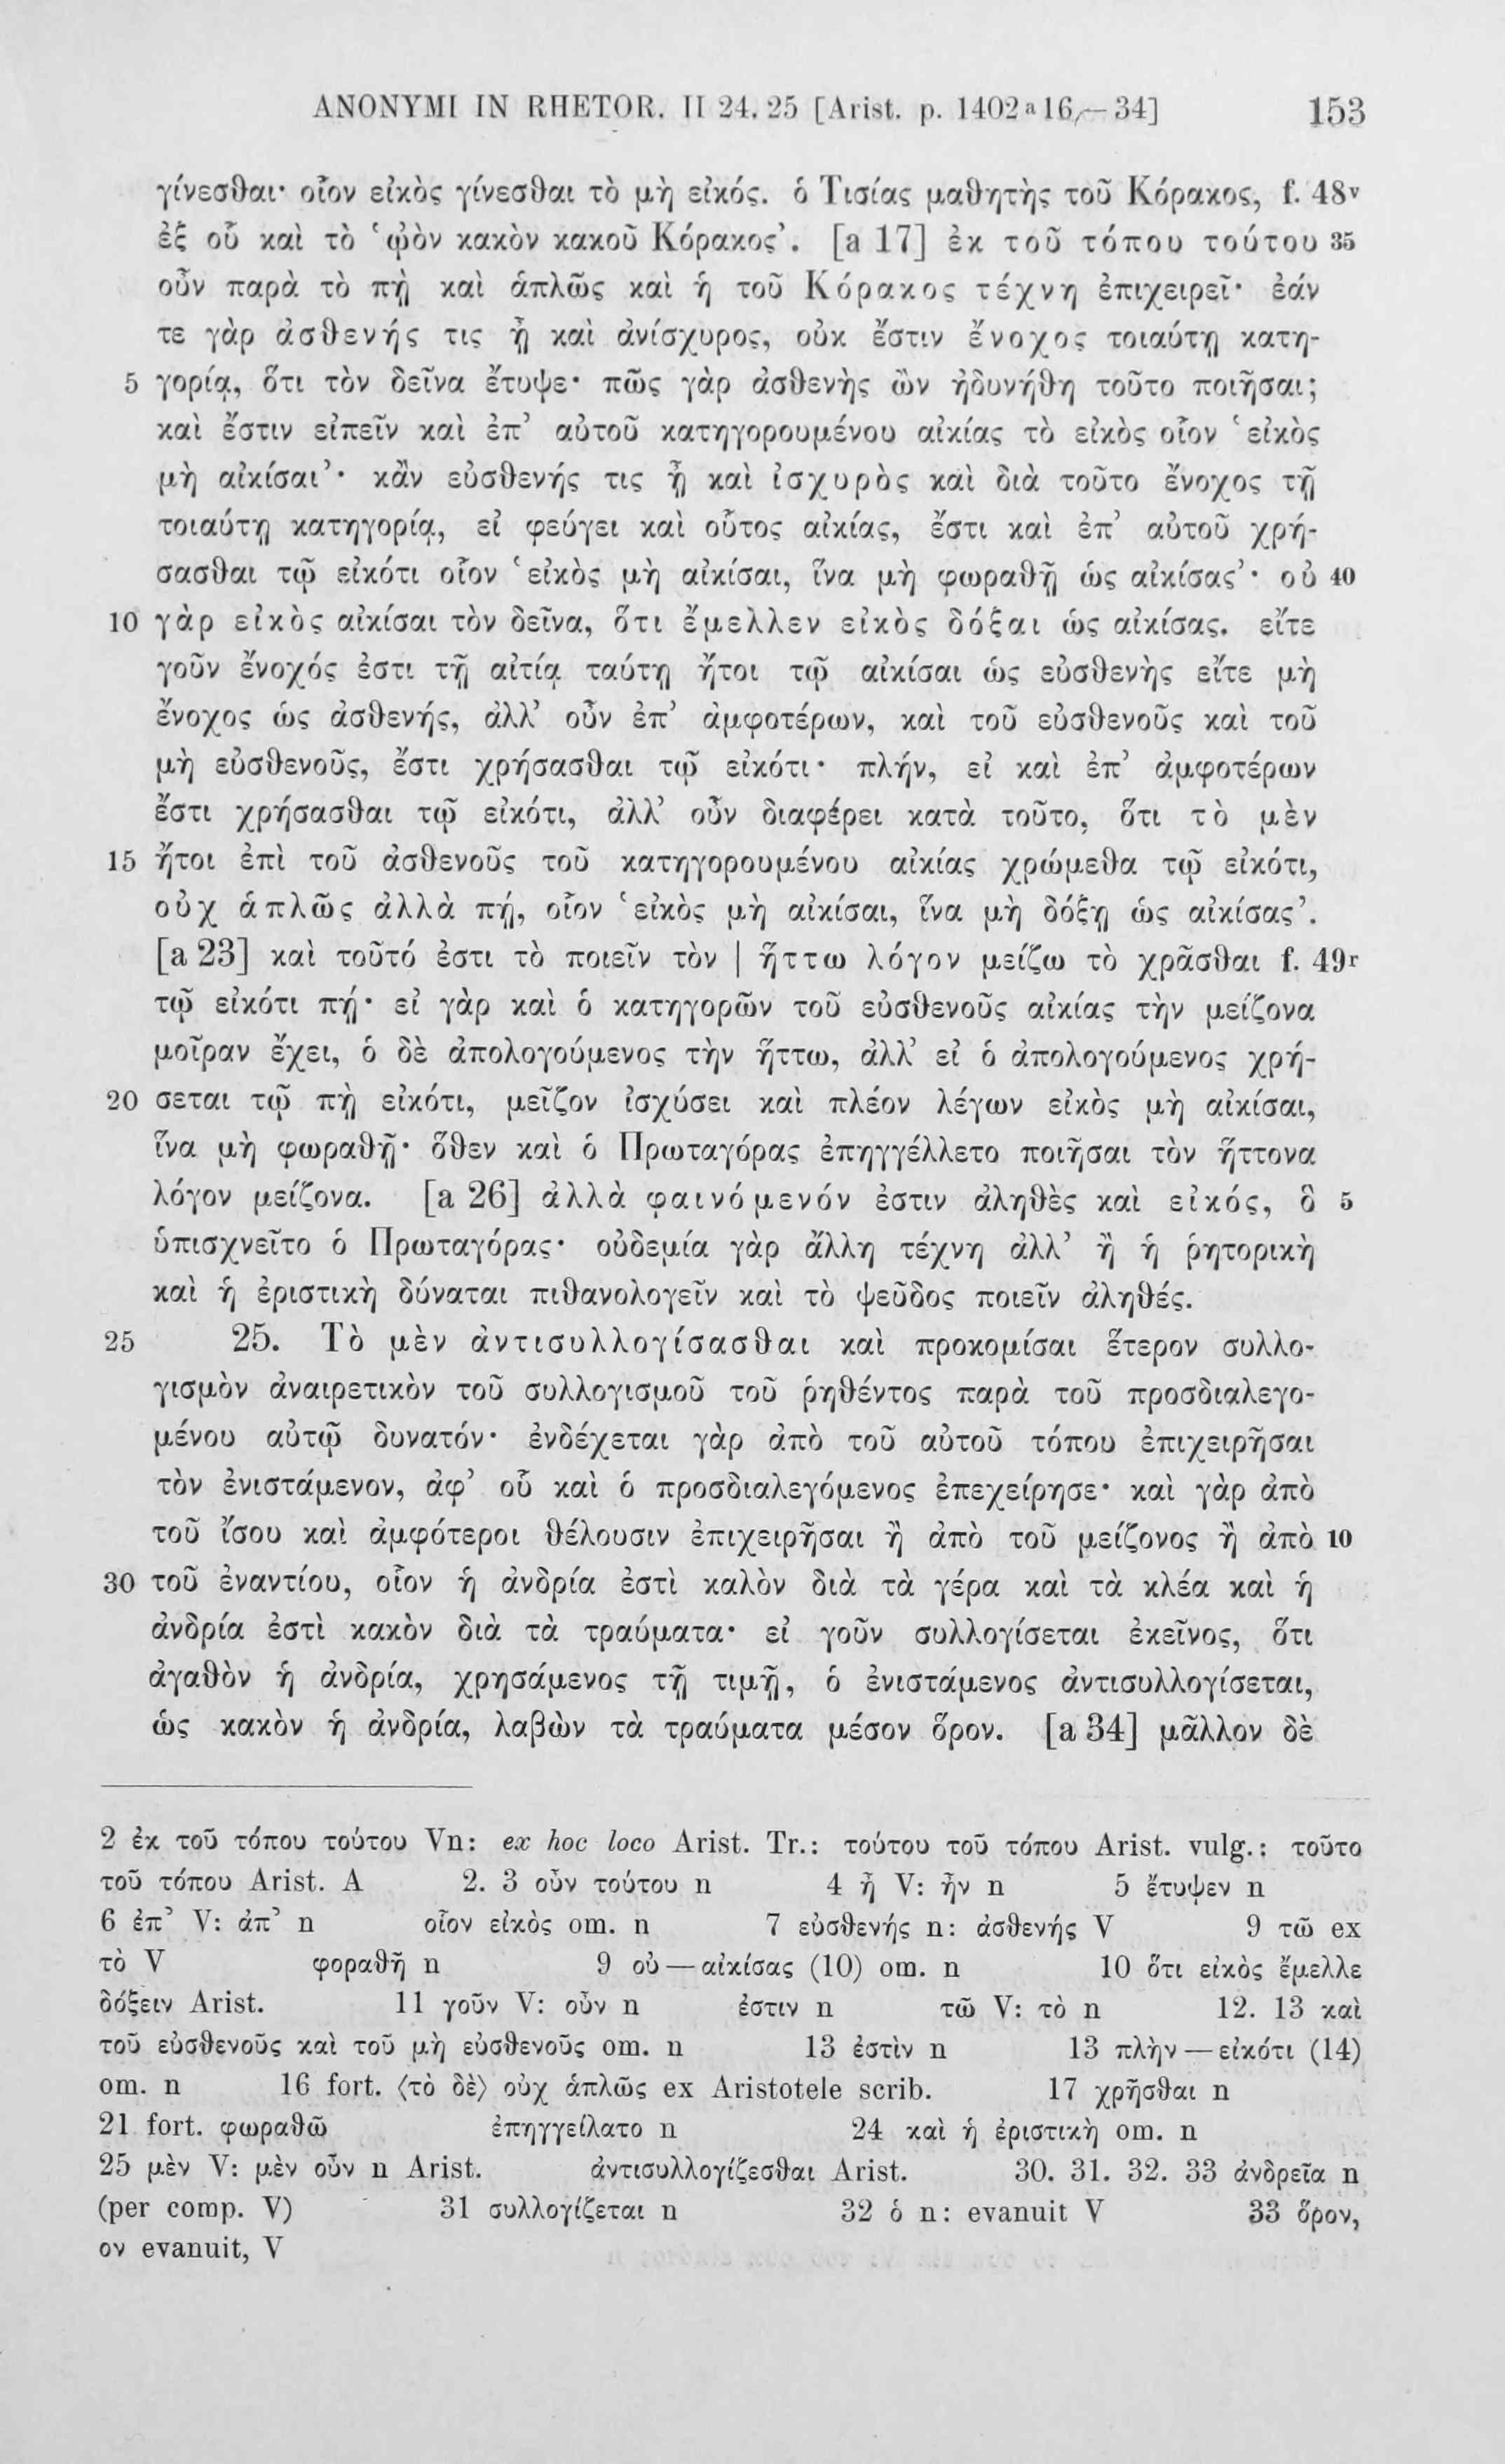 ANONYMI IN RHETOR. II 24. 25 [Arist. p. 1402ᵃ16,—34] 153
γίνεσθαι· οἷον εἰκὸς γίνεσθαι τὸ μὴ εἰκός. ὁ Τισίας μαθητὴς τοῦ Κόρακος, f. 48ᵛ
ἐξ οὗ καὶ τὸ ‘ᾠὸν κακὸν κακοῦ Κόρακος’. [a 17] ἐκ τοῦ τόπου τούτου 35
οὖν παρὰ τὸ πῂ καὶ ἁπλῶς καὶ ἡ τοῦ Κόρακος τέχνη ἐπιχειρεῖ· ἐάν
τε γὰρ ἀσθενής τις ᾖ καὶ ἀνίσχυρος, οὐκ ἔστιν ἔνοχος τοιαύτῃ κατη-
5 γορίᾳ, ὅτι τὸν δεῖνα ἔτυψε· πῶς γὰρ ἀσθενὴς ὢν ἠδυνήθη τοῦτο ποιῆσαι;
καὶ ἔστιν εἰπεῖν καὶ ἐπ’ αὐτοῦ κατηγορουμένου αἰκίας τὸ εἰκὸς οἷον ‘εἰκὸς
μὴ αἰκίσαι’· κἂν εὐσθενής τις ᾖ καὶ ἰσχυρὸς καὶ διὰ τοῦτο ἔνοχος τῇ
τοιαύτῃ κατηγορίᾳ, εἰ φεύγει καὶ οὗτος αἰκίας, ἔστι καὶ ἐπ’ αὐτοῦ χρή-
σασθαι τῷ εἰκότι οἷον ‘εἰκὸς μὴ αἰκίσαι, ἵνα μὴ φωραθῇ ὡς αἰκίσας’· οὐ 40
10 γὰρ εἰκὸς αἰκίσαι τὸν δεῖνα, ὅτι ἔμελλεν εἰκὸς δόξαι ὡς αἰκίσας. εἴτε
γοῦν ἔνοχός ἐστι τῇ αἰτίᾳ ταύτῃ ἤτοι τῷ αἰκίσαι ὡς εὐσθενὴς εἴτε μὴ
ἔνοχος ὡς ἀσθενής, ἀλλ’ οὖν ἐπ’ ἀμφοτέρων, καὶ τοῦ εὐσθενοῦς καὶ τοῦ
μὴ εὐσθενοῦς, ἔστι χρήσασθαι τῷ εἰκότι· πλήν, εἰ καὶ ἐπ’ ἀμφοτέρων
ἔστι χρήσασθαι τῷ εἰκότι, ἀλλ’ οὖν διαφέρει κατὰ τοῦτο, ὅτι τὸ μὲν
15 ἤτοι ἐπὶ τοῦ ἀσθενοῦς τοῦ κατηγορουμένου αἰκίας χρώμεθα τῷ εἰκότι,
οὐχ ἁπλῶς ἀλλὰ πῄ, οἷον ‘εἰκὸς μὴ αἰκίσαι, ἵνα μὴ δόξῃ ὡς αἰκίσας’.
[a 23] καὶ τοῦτό ἐστι τὸ ποιεῖν τὸν | ἥττω λόγον μείζω τὸ χρᾶσθαι f. 49ʳ
τῷ εἰκότι πῄ· εἰ γὰρ καὶ ὁ κατηγορῶν τοῦ εὐσθενοῦς αἰκίας τὴν μείζονα
μοῖραν ἔχει, ὁ δὲ ἀπολογούμενος τὴν ἥττω, ἀλλ’ εἰ ὁ ἀπολογούμενος χρή-
20 σεται τῷ πῂ εἰκότι, μεῖζον ἰσχύσει καὶ πλέον λέγων εἰκὸς μὴ αἰκίσαι,
ἵνα μὴ φωραθῇ· ὅθεν καὶ ὁ Πρωταγόρας ἐπηγγέλλετο ποιῆσαι τὸν ἥττονα
λόγον μείζονα. [a 26] ἀλλὰ φαινόμενόν ἐστιν ἀληθὲς καὶ εἰκός, ὃ 5
ὑπισχνεῖτο ὁ Πρωταγόρας· οὐδεμία γὰρ ἄλλη τέχνη ἀλλ’ ἢ ἡ ῥητορικὴ
καὶ ἡ ἐριστικὴ δύναται πιθανολογεῖν καὶ τὸ ψεῦδος ποιεῖν ἀληθές.
25 25. Τὸ μὲν ἀντισυλλογίσασθαι καὶ προκομίσαι ἕτερον συλλο-
γισμὸν ἀναιρετικὸν τοῦ συλλογισμοῦ τοῦ ῥηθέντος παρὰ τοῦ προσδιαλεγο-
μένου αὐτῷ δυνατόν· ἐνδέχεται γὰρ ἀπὸ τοῦ αὐτοῦ τόπου ἐπιχειρῆσαι
τὸν ἐνιστάμενον, ἀφ’ οὗ καὶ ὁ προσδιαλεγόμενος ἐπεχείρησε· καὶ γὰρ ἀπὸ
τοῦ ἴσου καὶ ἀμφότεροι θέλουσιν ἐπιχειρῆσαι ἢ ἀπὸ τοῦ μείζονος ἢ ἀπὸ 10
30 τοῦ ἐναντίου, οἷον ἡ ἀνδρία ἐστὶ καλὸν διὰ τὰ γέρα καὶ τὰ κλέα καὶ ἡ
ἀνδρία ἐστὶ κακὸν διὰ τὰ τραύματα· εἰ γοῦν συλλογίσεται ἐκεῖνος, ὅτι
ἀγαθὸν ἡ ἀνδρία, χρησάμενος τῇ τιμῇ, ὁ ἐνιστάμενος ἀντισυλλογίσεται,
ὡς κακὸν ἡ ἀνδρία, λαβὼν τὰ τραύματα μέσον ὅρον. [a 34] μᾶλλον δὲ
2 ἐκ τοῦ τόπου τούτου Vn: ex hoc loco Arist. Tr.: τούτου τοῦ τόπου Arist. vulg.: τοῦτο
τοῦ τόπου Arist. A 2. 3 οὖν τούτου n 4 ᾖ V: ἦν n 5 ἔτυψεν n
6 ἐπ’ V: ἀπ’ n οἷον εἰκὸς om. n 7 εὐσθενής n: ἀσθενής V 9 τῶ ex
τὸ V φοραθῆ n 9 οὐ—αἰκίσας (10) om. n 10 ὅτι εἰκὸς ἔμελλε
δόξειν Arist. 11 γοῦν V: οὖν n ἐστιν n τῶ V: τὸ n 12. 13 καὶ
τοῦ εὐσθενοῦς καὶ τοῦ μὴ εὐσθενοῦς om. n 13 ἐστὶν n 13 πλὴν—εἰκότι (14)
om. n 16 fort. ⟨τὸ δὲ⟩ οὐχ ἁπλῶς ex Aristotele scrib. 17 χρῆσθαι n
21 fort. φωραθῶ ἐπηγγείλατο n 24 καὶ ἡ ἐριστικὴ om. n
25 μὲν V: μὲν οὖν n Arist. ἀντισυλλογίζεσθαι Arist. 30. 31. 32. 33 ἀνδρεῖα n
(per comp. V) 31 συλλογίζεται n 32 ὁ n: evanuit V 33 ὅρον,
ον evanuit, V